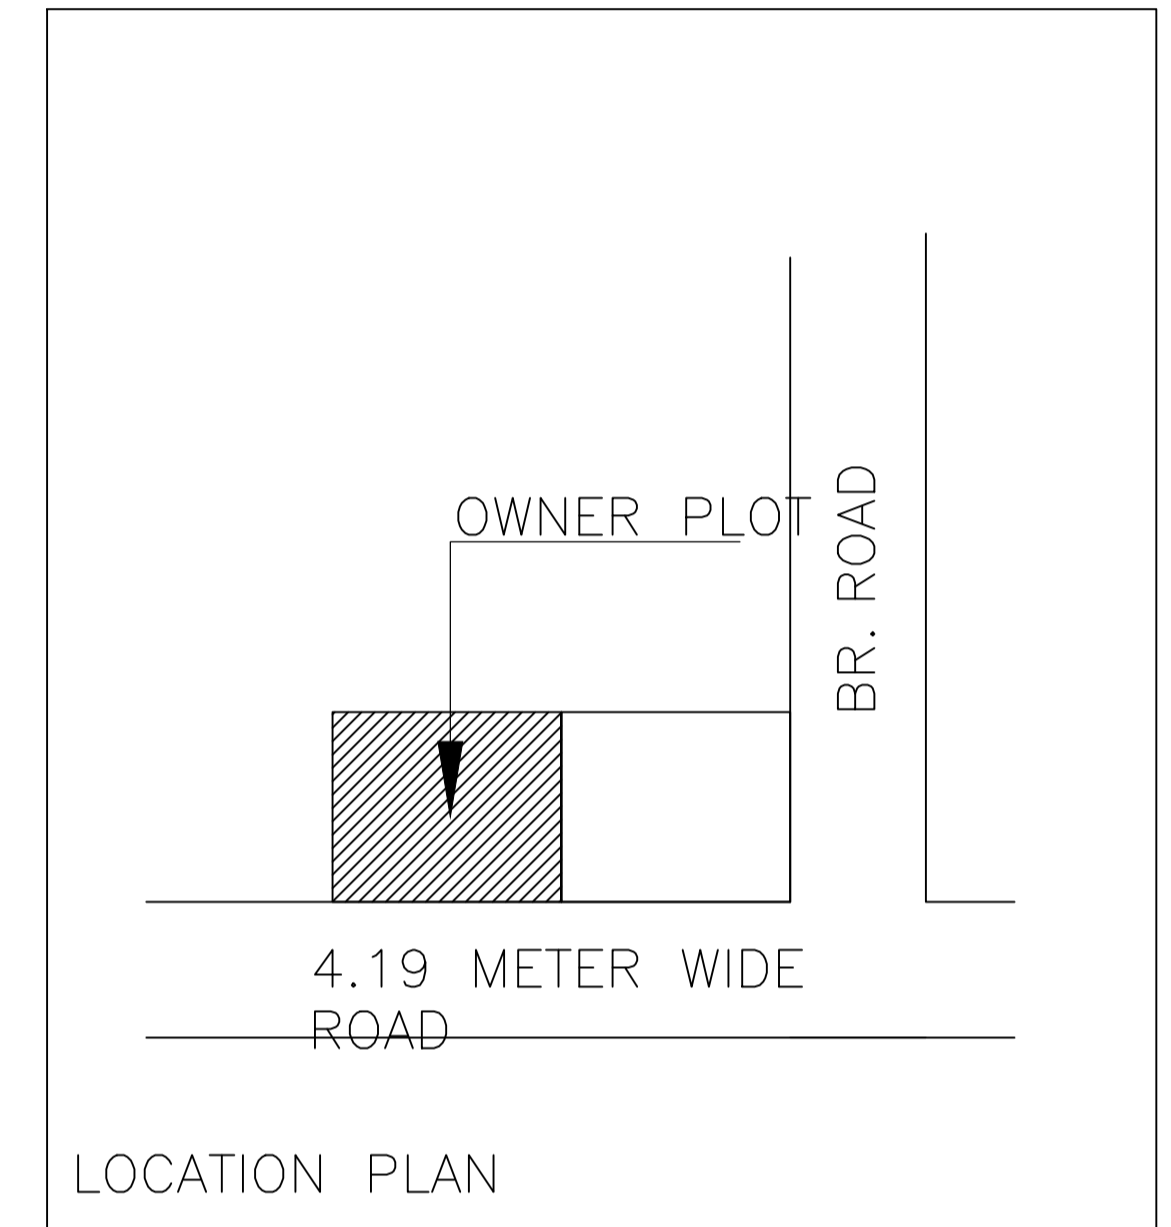 OWNER PLOT
BR. ROAD
4.19 METER WIDE
ROAD
LOCATION PLAN